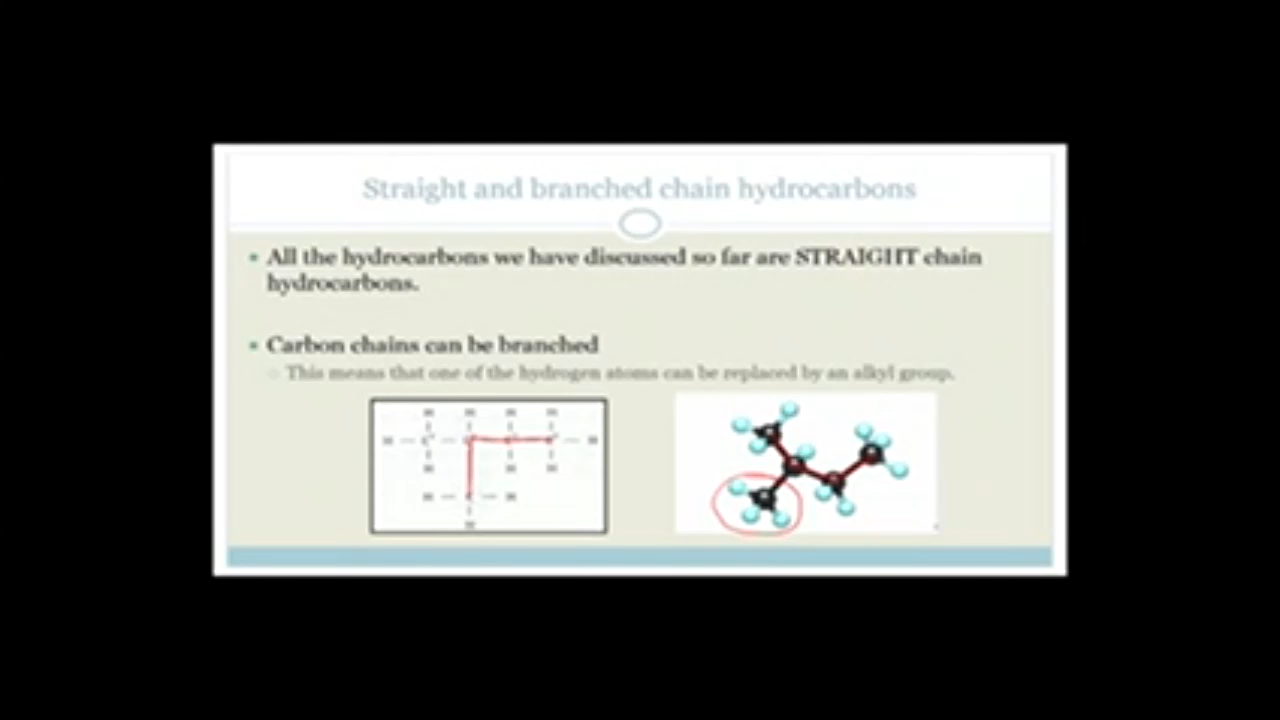 Straight and branched chain hydrocarbons
All the hydrocarbons we have discussed so far are STRAIGHT chain
hydrocarbons.
Carbon chains can be branched
This means that one of the hydrogen atoms can be replaced by an alkyl group.
H H H H
H C C C C H
H H H
H C H
H